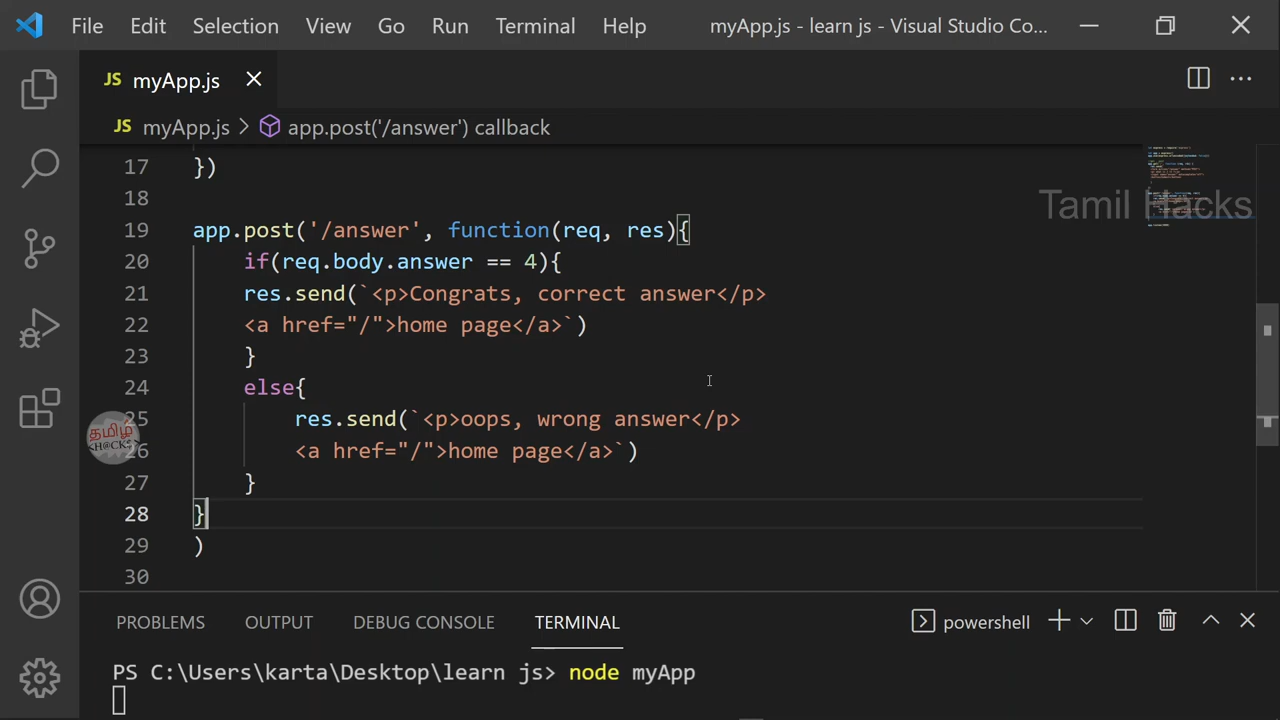 File Edit Selection View Go Run Terminal Help myApp.js - learn js - Visual Studio Co...
JS myApp.js
JS myApp.js > app.post('/answer') callback
17 })
18
Tamil Hacks
19 app.post('/answer', function(req, res){
20 if(req.body.answer == 4){
21 res.send(`<p>Congrats, correct answer</p>
22 <a href="/">home page</a>`)
23 }
24 else{
25 res.send(`<p>oops, wrong answer</p>
தமிழ்
H@CKS
26 <a href="/">home page</a>`)
27 }
28 }
29 )
30
PROBLEMS OUTPUT DEBUG CONSOLE TERMINAL powershell
PS C:\Users\karta\Desktop\learn js> node myApp